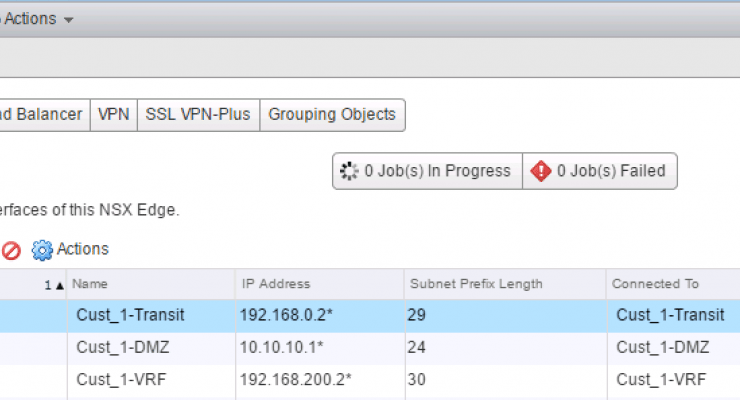 Actions
d Balancer VPN SSL VPN-Plus Grouping Objects
0 Job(s) In Progress 0 Job(s) Failed
erfaces of this NSX Edge.
Actions
1 ▲ Name IP Address Subnet Prefix Length Connected To
Cust_1-Transit 192.168.0.2* 29 Cust_1-Transit
Cust_1-DMZ 10.10.10.1* 24 Cust_1-DMZ
Cust_1-VRF 192.168.200.2* 30 Cust_1-VRF